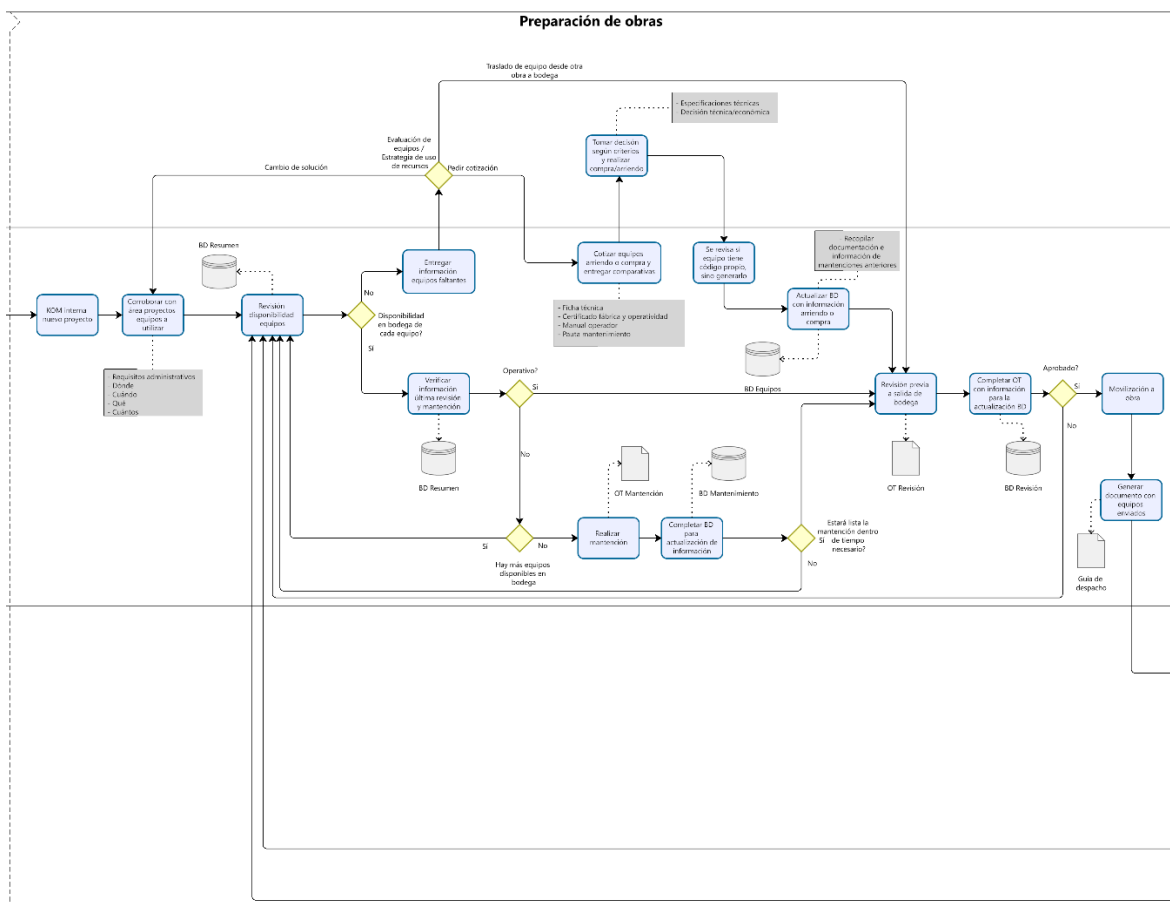 Preparación de obras
Traslado de equipo desde otra
obra a bodega
- Especificaciones técnicas
Decisión técnica/económica
Evaluación de
equipos /
Estrategia de uso
de recursos
Tomar decisón
según criterios
y realizar
compra/arriendo
Cambio de solución
Pedir cotización
BD Resumen
Entregar
información
equipos faltantes
Cotizar equipos
arriendo o compra y
entregar comparativas
Se revisa si
equipo tiene
código propio,
sino generarlo
Recopilar
documentación e
información de
mantenciones anteriores
KOM interna
nuevo proyecto
Corroborar con
área proyectos
equipos a
utilizar
Revisión
disponibilidad
equipos
No
Disponibilidad
en bodega de
cada equipo?
Sí
- Ficha técnica
- Certificado fábrica y operatividad
- Manual operador
- Pauta mantenimiento
Actualizar BD
con información
arriendo o
compra
- Requisitos administrativos
- Dónde
- Cuándo
- Qué
- Cuántos
Verificar
información
última revisión
y mantención
Operativo?
Si
BD Equipos
Revisión previa
a salida de
bodega
Completar OT
con información
para la
actualización BD
Aprobado?
Sí
No
Movilización a
obra
No
BD Resumen
OT Mantención
BD Mantenimiento
OT Revisión
BD Revisión
Generar
documento con
equipos
enviados
Realizar
mantención
Completar BD
para
actualización de
información
Estará lista la
mantención dentro
Sí de tiempo
necesario?
No
Sí
No
Hay más equipos
disponibles en
bodega
Guía de
despacho